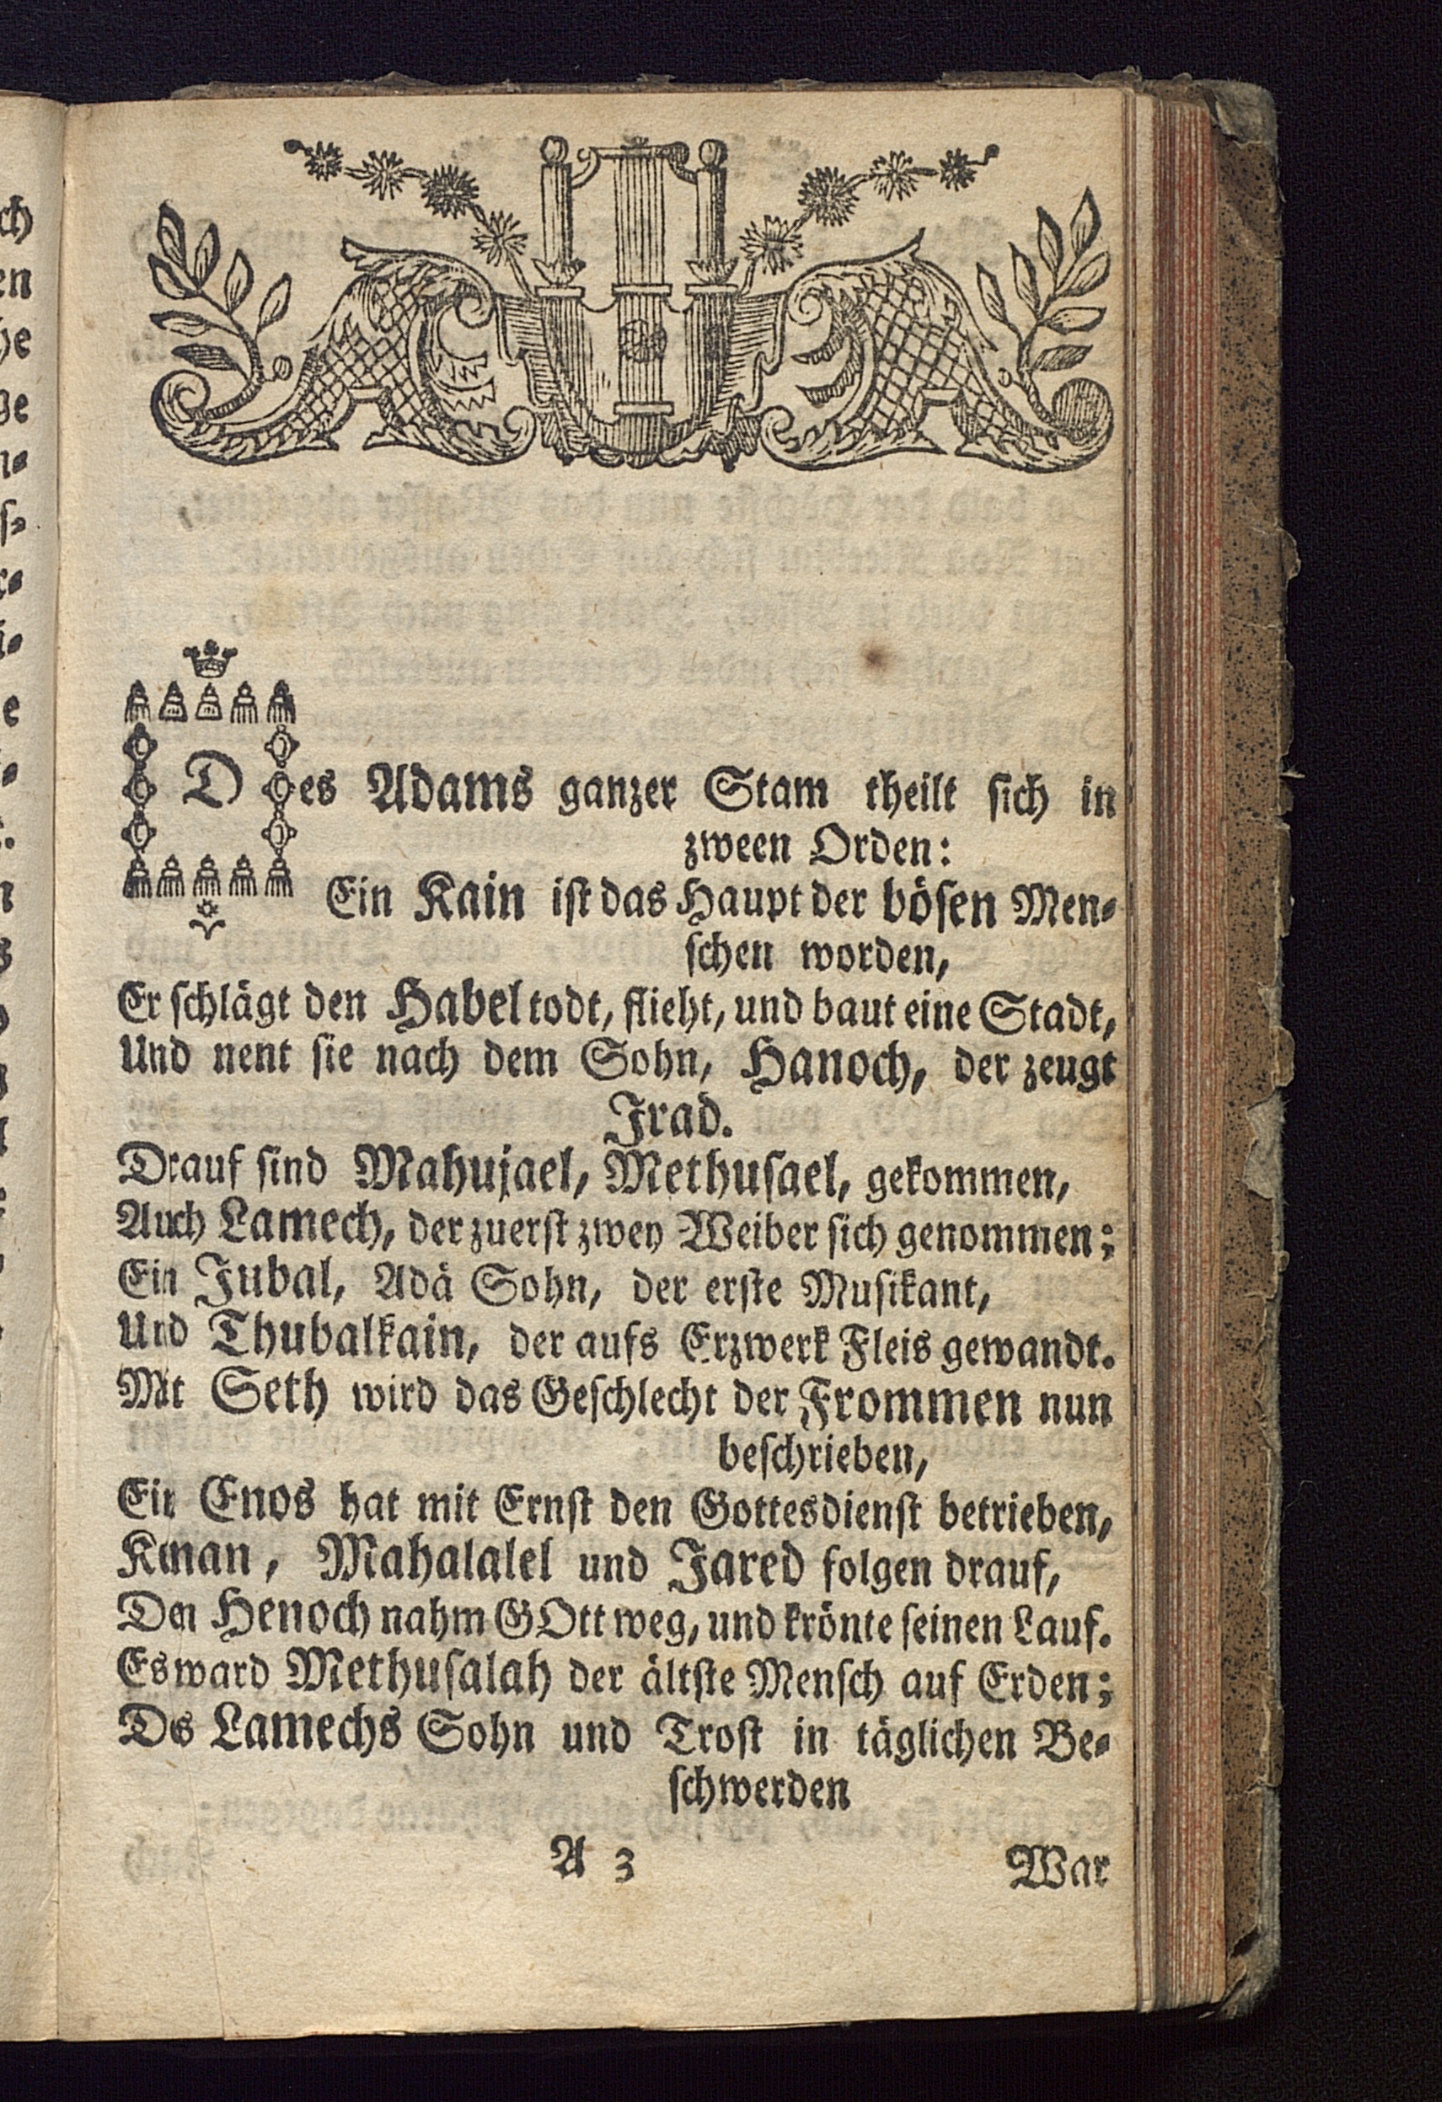 Des Adams ganzer Stam theilt sich in
zween Orden:
Ein Kain ist das Haupt der bösen Men-
schen worden,
Er schlägt den Habel todt, flieht, und baut eine Stadt,
Und nent sie nach dem Sohn, Hanoch, der zeugt
Irad.
Drauf sind Mahujael, Methusael, gekommen,
Auch Lamech, der zuerst zwey Weiber sich genommen;
Ein Jubal, Adä Sohn, der erste Musikant,
Und Thubalkain, der aufs Erzwerk Fleis gewandt.
Mit Seth wird das Geschlecht der Frommen nun
beschrieben,
Ein Enos hat mit Ernst den Gottesdienst betrieben,
Kenan, Mahalalel und Jared folgen drauf,
Den Henoch nahm GOtt weg, und krönte seinen Lauf.
Es ward Methusalah der ältste Mensch auf Erden;
Des Lamechs Sohn und Trost in täglichen Be-
schwerden
A 3
War